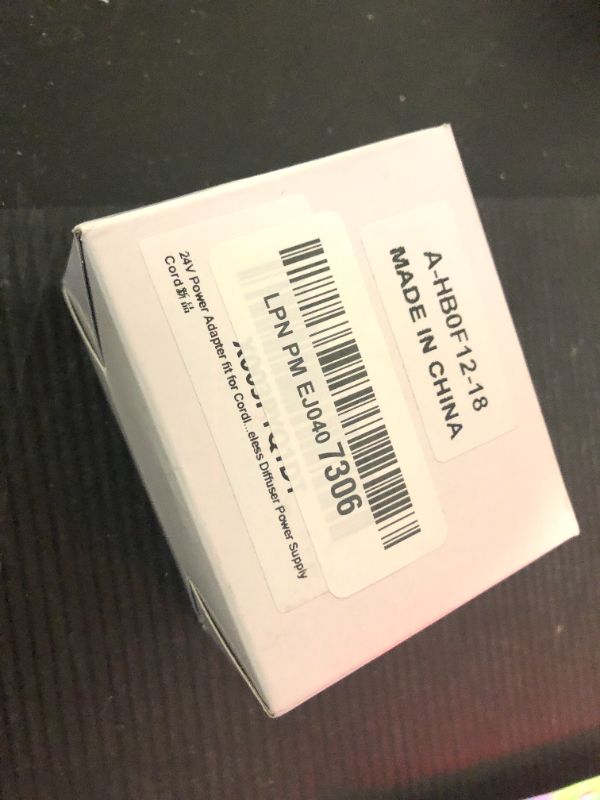 A-HB0F12-18
MADE IN CHINA
LPN PM EJ040 7306
24V Power Adapter fit for Cordl...eless Diffuser Power Supply
Cord新品